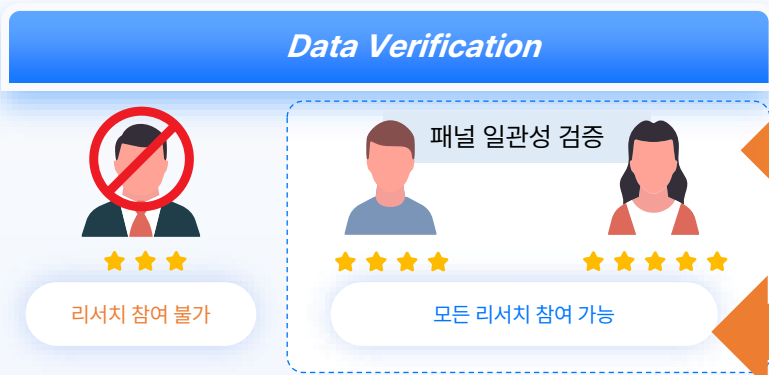 Data Verification
패널 일관성 검증
리서치 참여 불가
모든 리서치 참여 가능